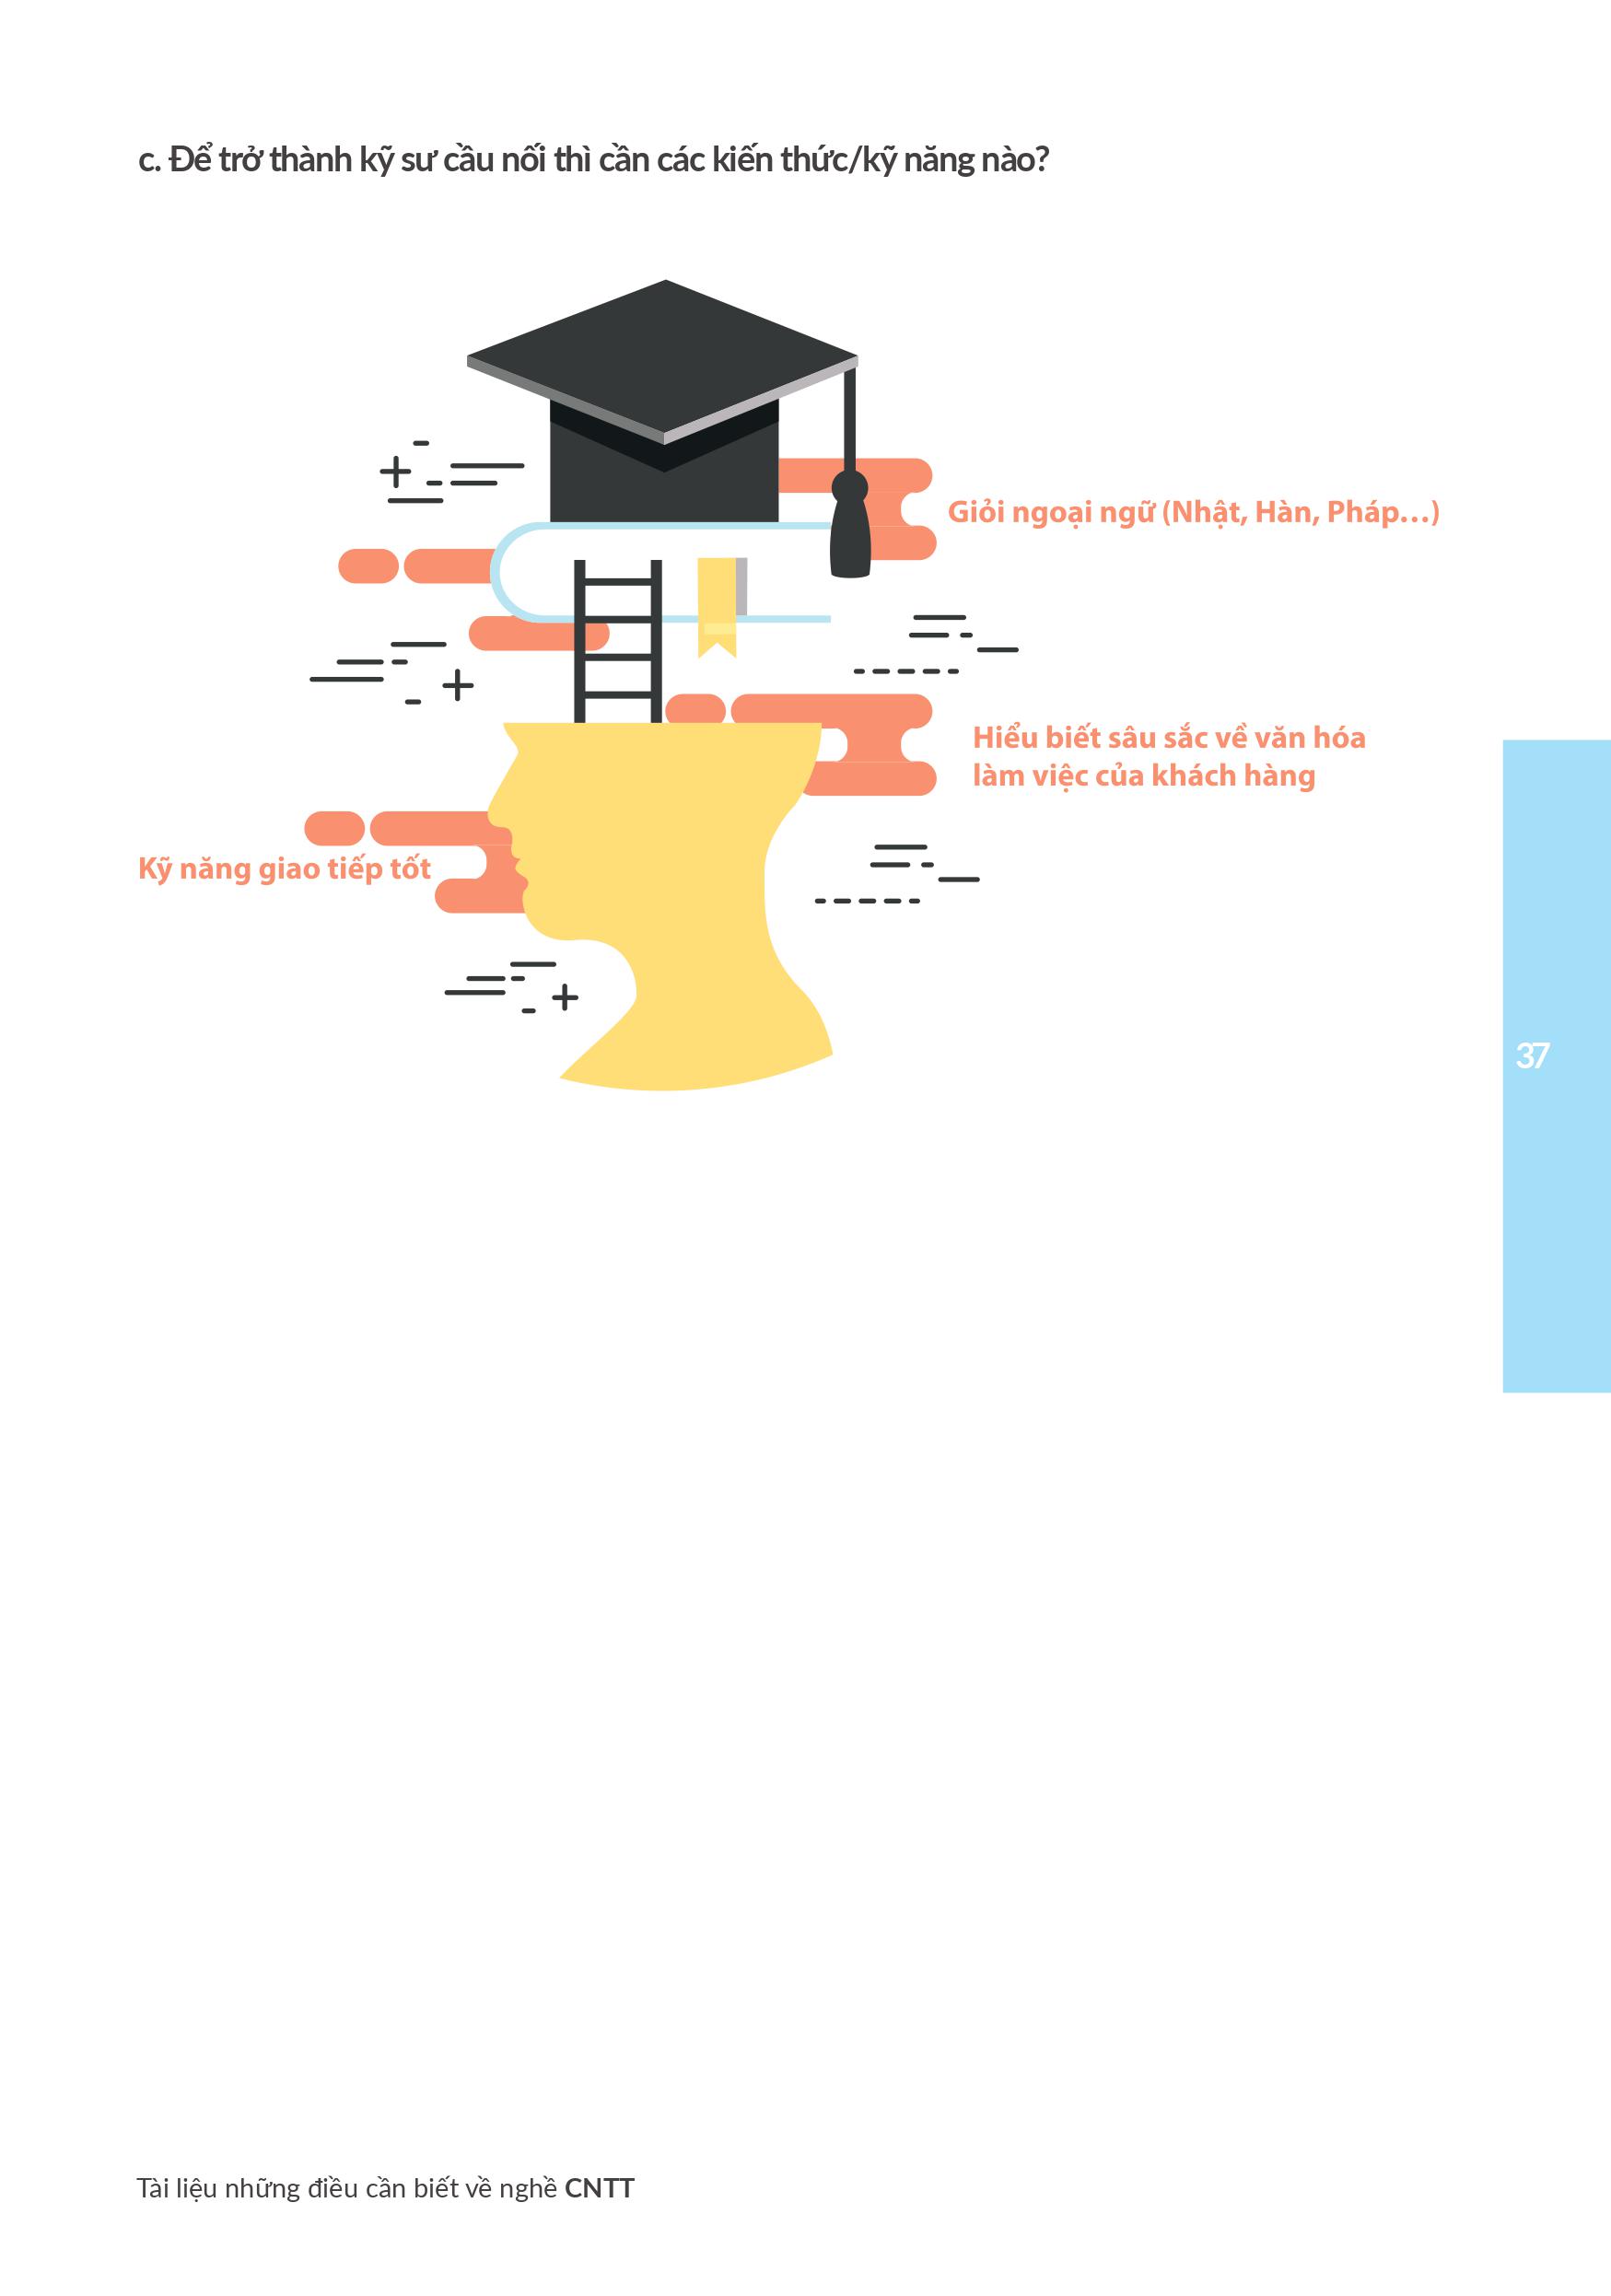 c. Để trở thành kỹ sư cầu nối thì cần các kiến thức/kỹ năng nào?
Giỏi ngoại ngữ (Nhật, Hàn, Pháp...)
Hiểu biết sâu sắc về văn hóa
làm việc của khách hàng
Kỹ năng giao tiếp tốt
37
Tài liệu những điều cần biết về nghề CNTT